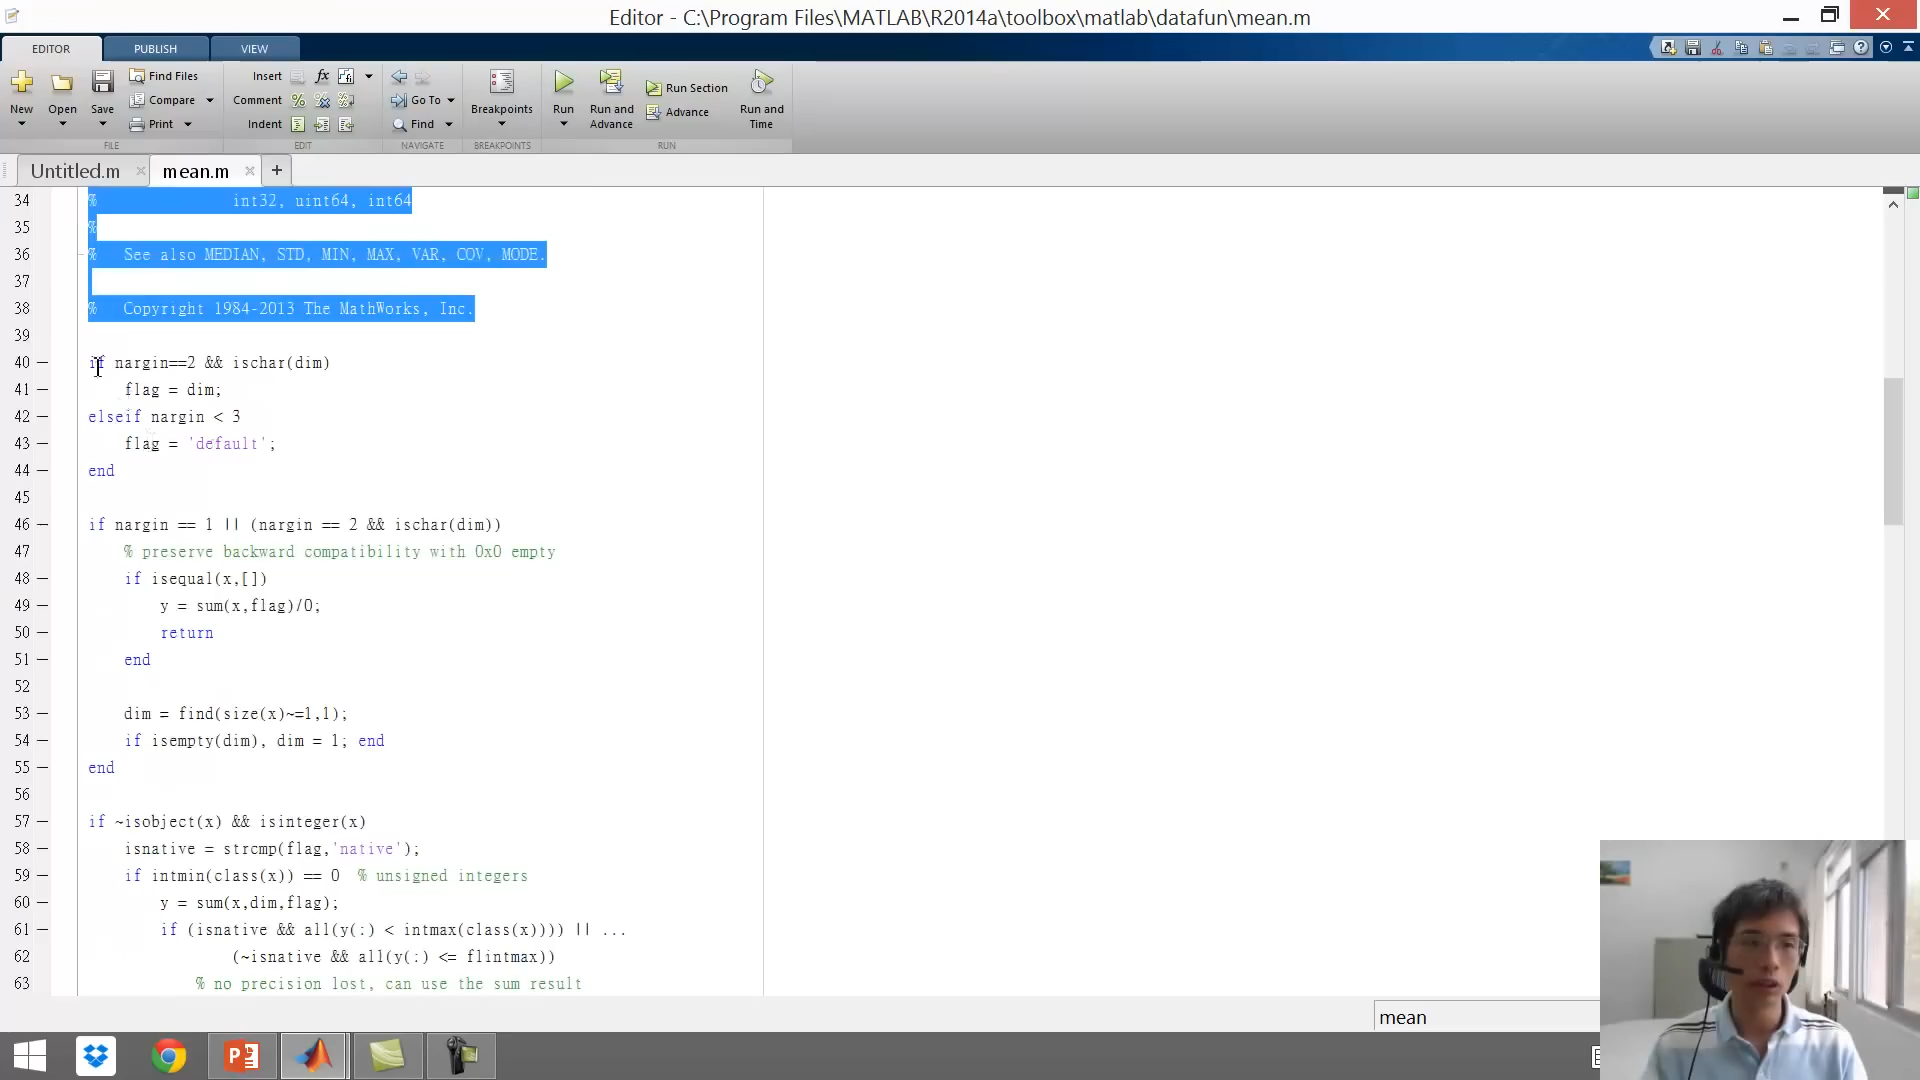 Editor - C:\Program Files\MATLAB\R2014a\toolbox\matlab\datafun\mean.m
EDITOR PUBLISH VIEW
New Open Save Find Files Compare Print FILE
Insert fx Comment Indent EDIT
Go To Find NAVIGATE
Breakpoints BREAKPOINTS
Run Run and Advance Run Section Advance Run and Time RUN
Untitled.m mean.m
34 % int32, uint64, int64
35 %
36 % See also MEDIAN, STD, MIN, MAX, VAR, COV, MODE.
37
38 % Copyright 1984-2013 The MathWorks, Inc.
39
40 if nargin==2 && ischar(dim)
41 flag = dim;
42 elseif nargin < 3
43 flag = 'default';
44 end
45
46 if nargin == 1 || (nargin == 2 && ischar(dim))
47 % preserve backward compatibility with 0x0 empty
48 if isequal(x,[])
49 y = sum(x,flag)/0;
50 return
51 end
52
53 dim = find(size(x)~=1,1);
54 if isempty(dim), dim = 1; end
55 end
56
57 if ~isobject(x) && isinteger(x)
58 isnative = strcmp(flag,'native');
59 if intmin(class(x)) == 0 % unsigned integers
60 y = sum(x,dim,flag);
61 if (isnative && all(y(:) < intmax(class(x)))) || ...
62 (~isnative && all(y(:) <= flintmax))
63 % no precision lost, can use the sum result
mean